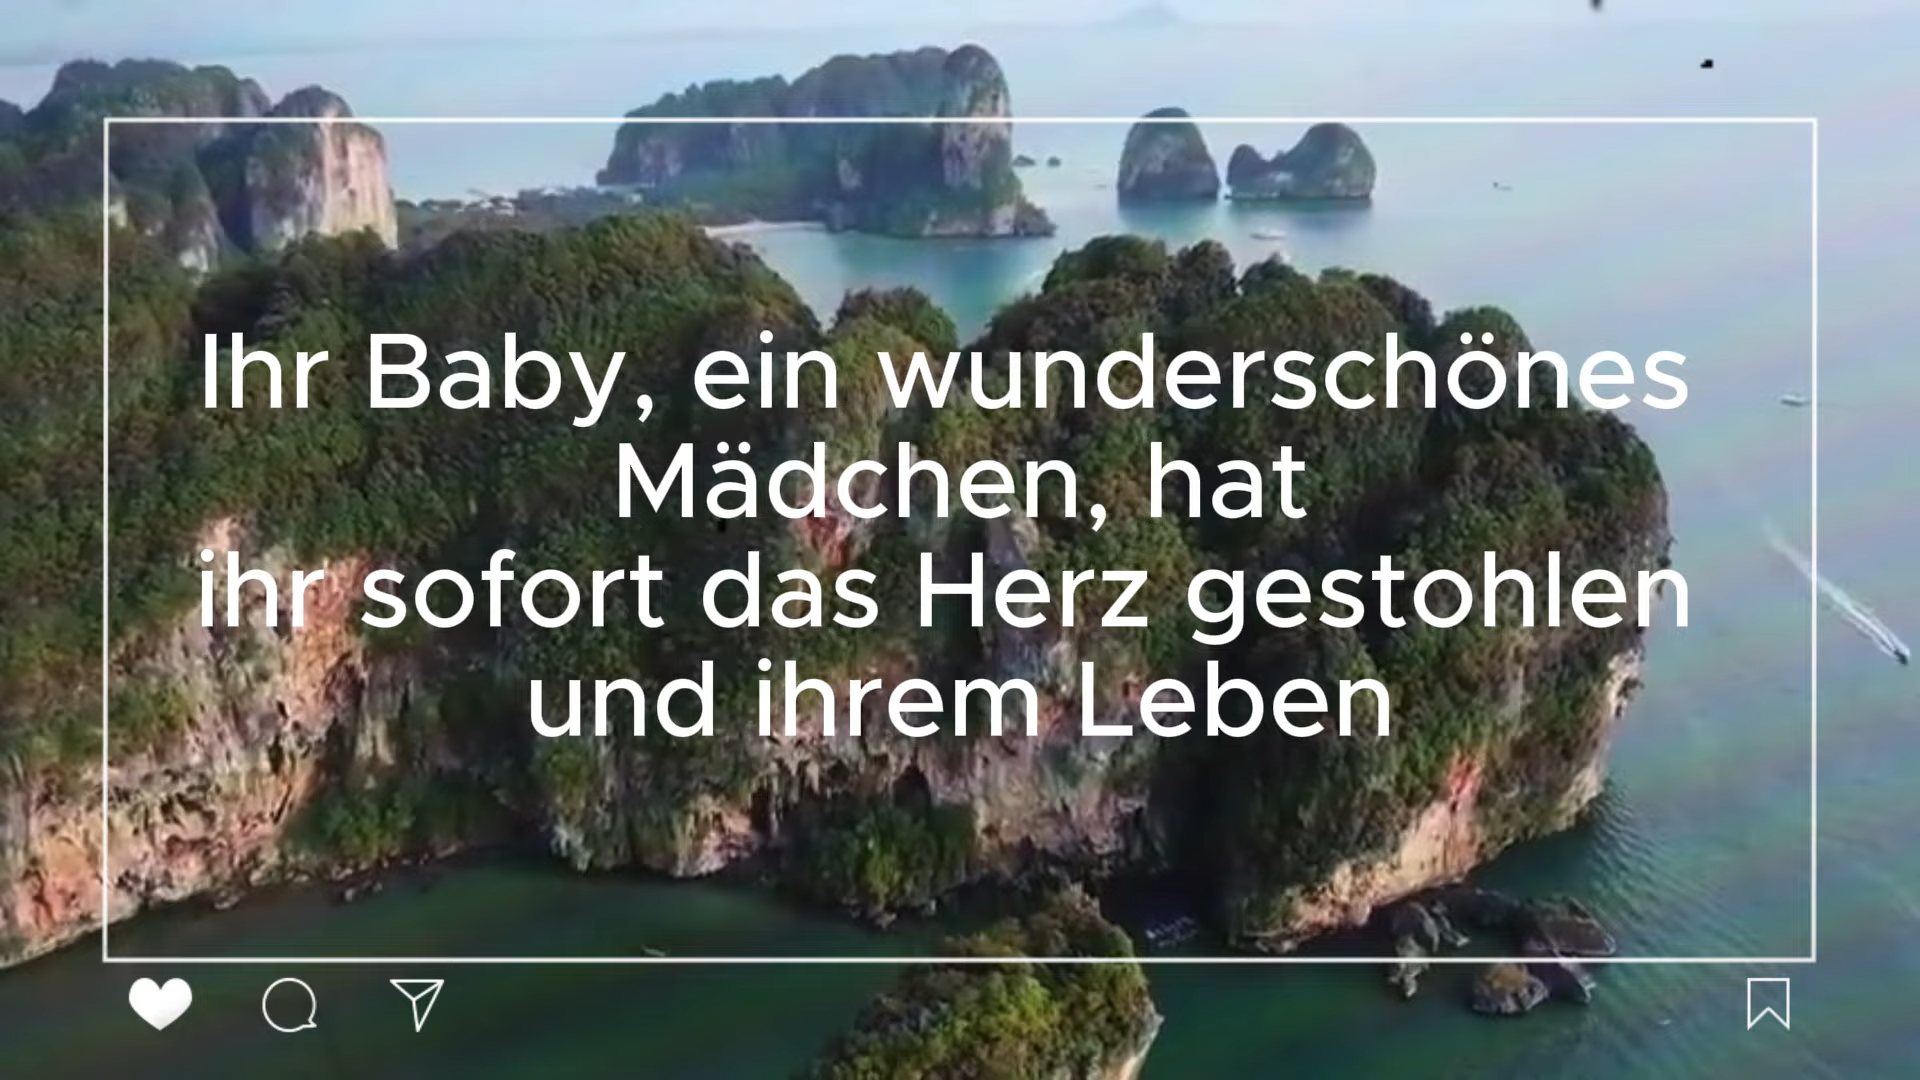 Ihr Baby, ein wunderschönes
Mädchen, hat
ihr sofort das Herz gestohlen
und ihrem Leben